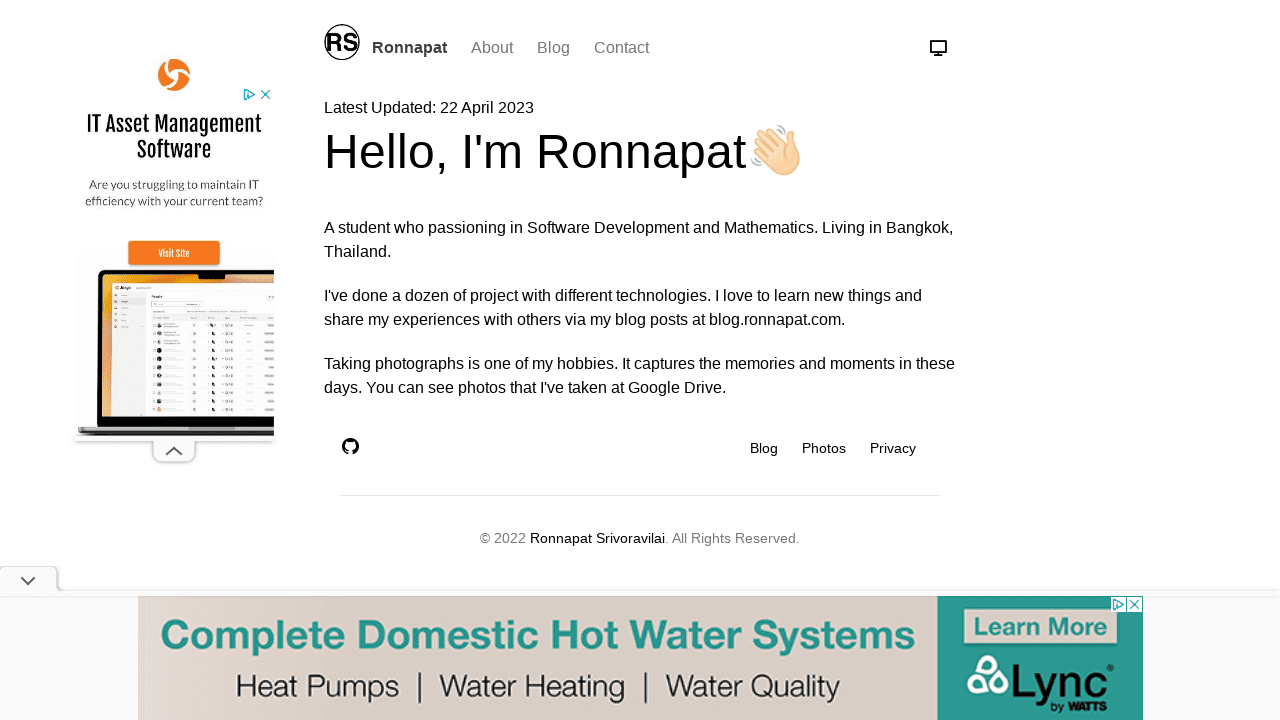 RS
Ronnapat About Blog Contact
IT Asset Management
Software
Are you struggling to maintain IT
efficiency with your current team?
Visit Site
Latest Updated: 22 April 2023
Hello, I'm Ronnapat👋🏻
A student who passioning in Software Development and Mathematics. Living in Bangkok,
Thailand.
I've done a dozen of project with different technologies. I love to learn new things and
share my experiences with others via my blog posts at blog.ronnapat.com.
Taking photographs is one of my hobbies. It captures the memories and moments in these
days. You can see photos that I've taken at Google Drive.
Blog Photos Privacy
© 2022 Ronnapat Srivoravilai. All Rights Reserved.
Complete Domestic Hot Water Systems
Heat Pumps | Water Heating | Water Quality
Learn More
Lync®
by WATTS